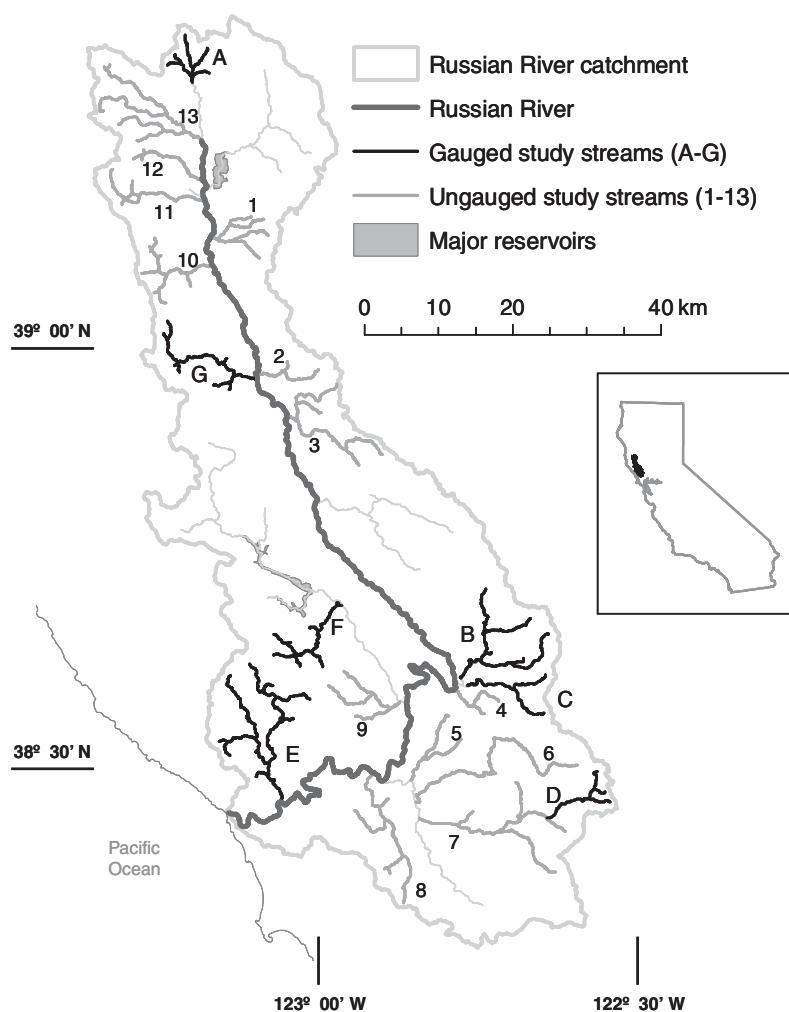 A
Russian River catchment
Russian River
Gauged study streams (A-G)
Ungauged study streams (1-13)
Major reservoirs
13
12
11
1
10
0 10 20 40 km
39º 00' N
2
G
3
F
B
C
4
9
5
6
E
38º 30' N
D
7
Pacific
Ocean
8
123º 00' W
122º 30' W